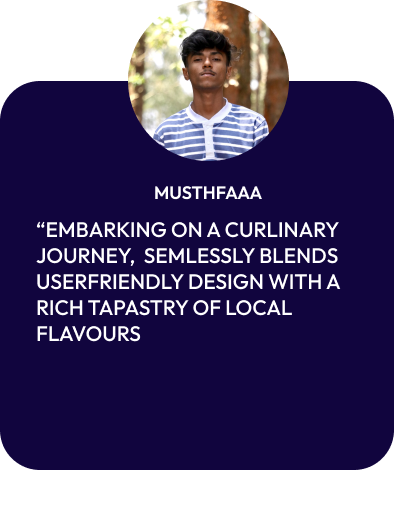 MUSTHFAAA
“EMBARKING ON A CURLINARY
JOURNEY,  SEMLESSLY BLENDS
USERFRIENDLY DESIGN WITH A
RICH TAPASTRY OF LOCAL
FLAVOURS